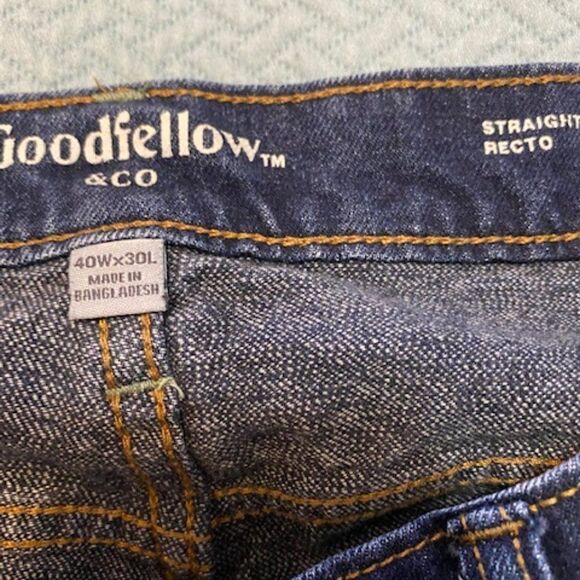 Goodfellow™
&CO
STRAIGHT
RECTO
40W×30L
MADE IN
BANGLADESH